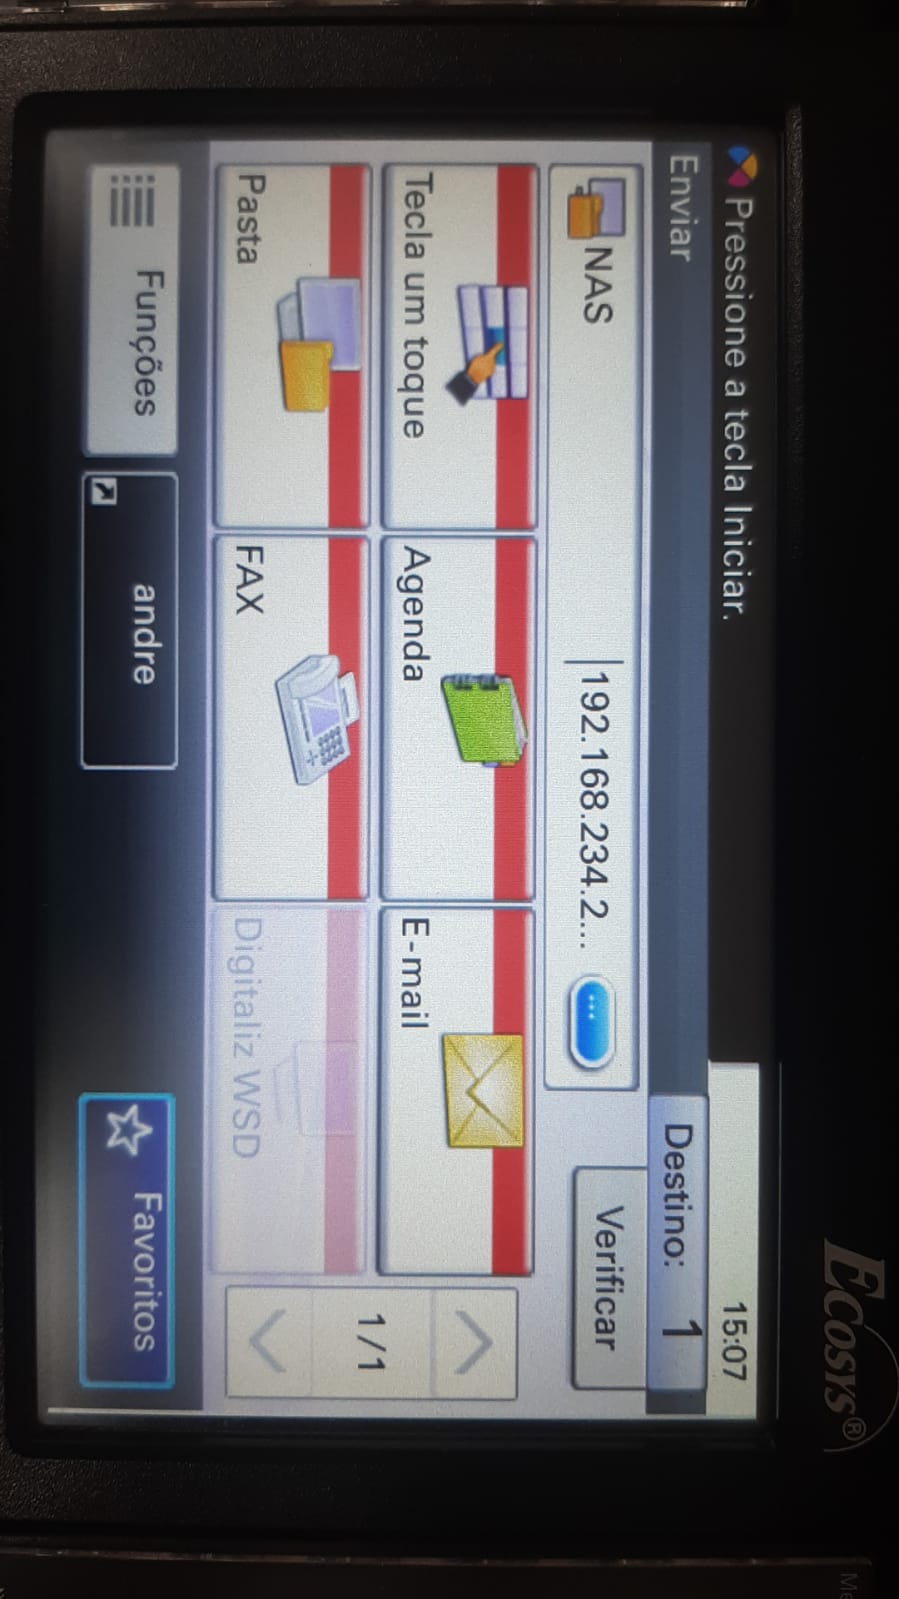 ECOSYS®
Me
Pressione a tecla Iniciar.
15:07
Enviar
Destino: 1
NAS
192.168.234.2...
Verificar
Tecla um toque
Agenda
E-mail
1/1
Pasta
FAX
Digitaliz WSD
Funções
andre
Favoritos